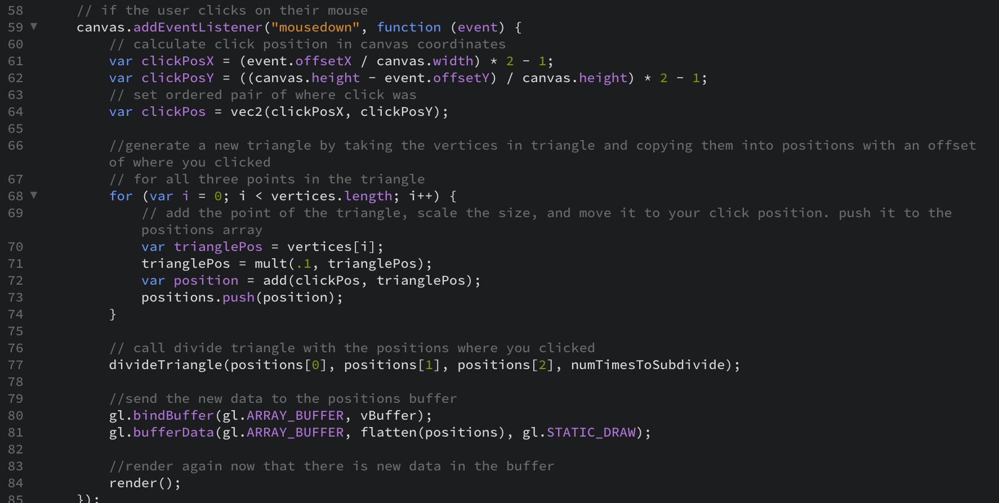 58 // if the user clicks on their mouse
59 ▼ canvas.addEventListener("mousedown", function (event) {
60 // calculate click position in canvas coordinates
61 var clickPosX = (event.offsetX / canvas.width) * 2 - 1;
62 var clickPosY = ((canvas.height - event.offsetY) / canvas.height) * 2 - 1;
63 // set ordered pair of where click was
64 var clickPos = vec2(clickPosX, clickPosY);
65
66 //generate a new triangle by taking the vertices in triangle and copying them into positions with an offset
of where you clicked
67 // for all three points in the triangle
68 ▼ for (var i = 0; i < vertices.length; i++) {
69 // add the point of the triangle, scale the size, and move it to your click position. push it to the
positions array
70 var trianglePos = vertices[i];
71 trianglePos = mult(.1, trianglePos);
72 var position = add(clickPos, trianglePos);
73 positions.push(position);
74 }
75
76 // call divide triangle with the positions where you clicked
77 divideTriangle(positions[0], positions[1], positions[2], numTimesToSubdivide);
78
79 //send the new data to the positions buffer
80 gl.bindBuffer(gl.ARRAY_BUFFER, vBuffer);
81 gl.bufferData(gl.ARRAY_BUFFER, flatten(positions), gl.STATIC_DRAW);
82
83 //render again now that there is new data in the buffer
84 render();
85 });